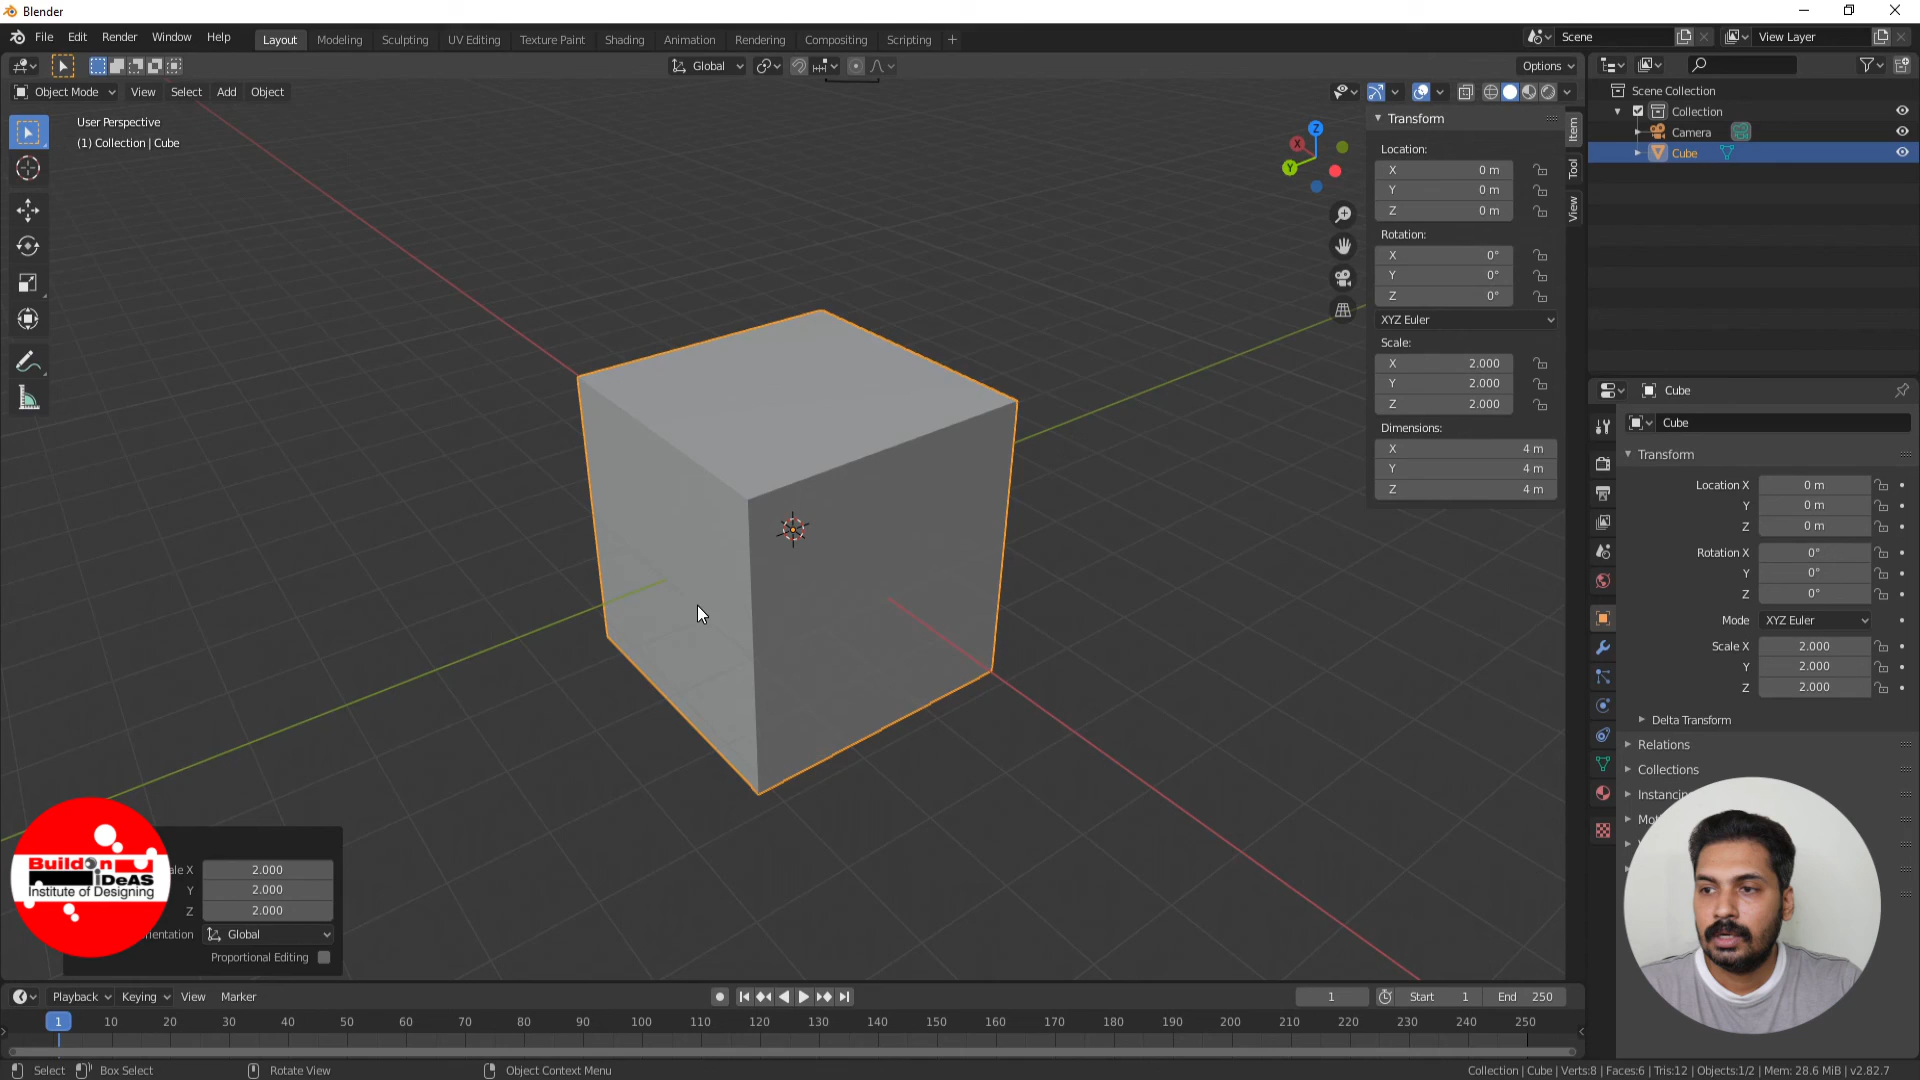 Blender
File Edit Render Window Help
Layout Modeling Sculpting UV Editing Texture Paint Shading Animation Rendering Compositing Scripting +
Scene
View Layer
Global
Options
Object Mode View Select Add Object
User Perspective
(1) Collection | Cube
X
Y
Z
Transform
Location:
X 0 m
Y 0 m
Z 0 m
Rotation:
X 0°
Y 0°
Z 0°
XYZ Euler
Scale:
X 2.000
Y 2.000
Z 2.000
Dimensions:
X 4 m
Y 4 m
Z 4 m
Item
Tool
View
Scene Collection
Collection
Camera
Cube
Cube
Cube
Transform
Location X 0 m
Y 0 m
Z 0 m
Rotation X 0°
Y 0°
Z 0°
Mode XYZ Euler
Scale X 2.000
Y 2.000
Z 2.000
Delta Transform
Relations
Collections
Instancin
Mot
ale X 2.000
Y 2.000
Z 2.000
entation Global
Proportional Editing
Build on
iDeAS
Institute of Designing
Playback Keying View Marker
1
Start 1
End 250
1 10 20 30 40 50 60 70 80 90 100 110 120 130 140 150 160 170 180 190 200 210 220 230 240 250
Select Box Select Rotate View Object Context Menu
Collection | Cube | Verts:8 | Faces:6 | Tris:12 | Objects:1/2 | Mem: 28.6 MiB | v2.82.7